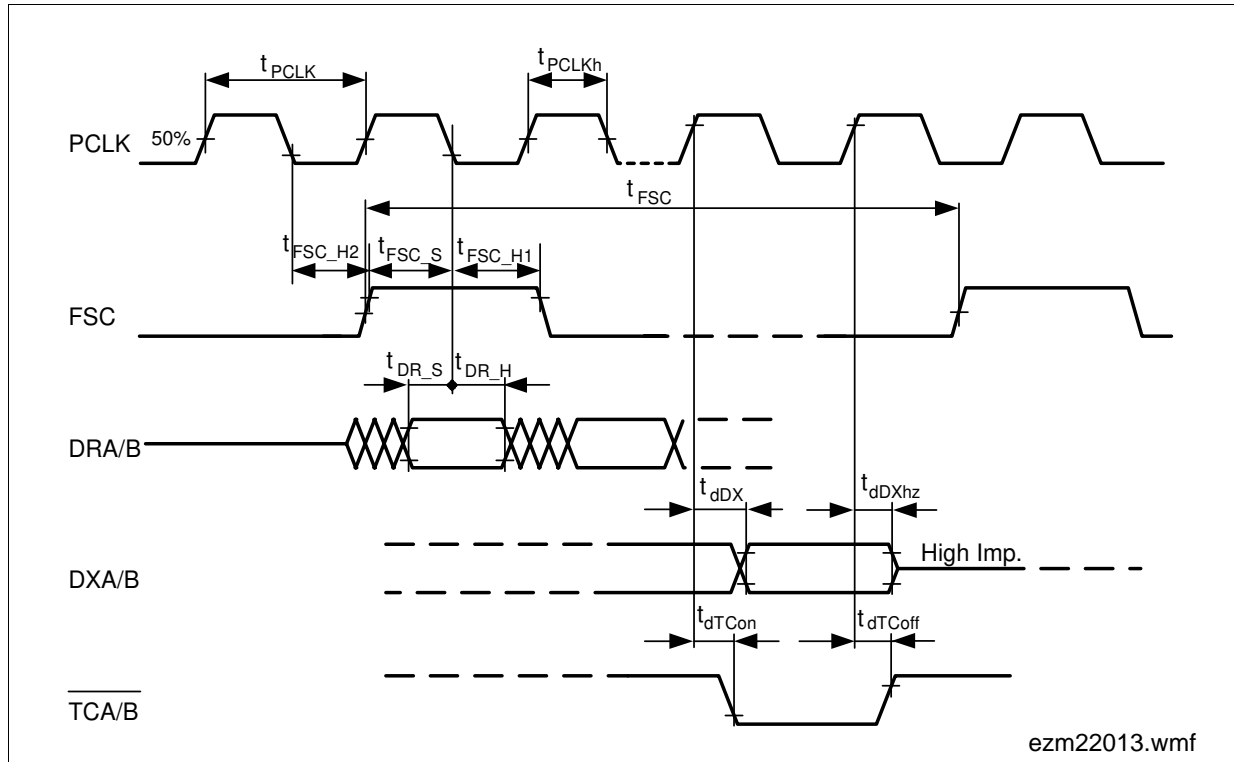 tPCLK
tPCLKh
PCLK
50%
tFSC
tFSC_H2
tFSC_S
tFSC_H1
FSC
tDR_S
tDR_H
DRA/B
tdDX
tdDXhz
High Imp.
DXA/B
tdTCon
tdTCoff
TCA/B
ezm22013.wmf